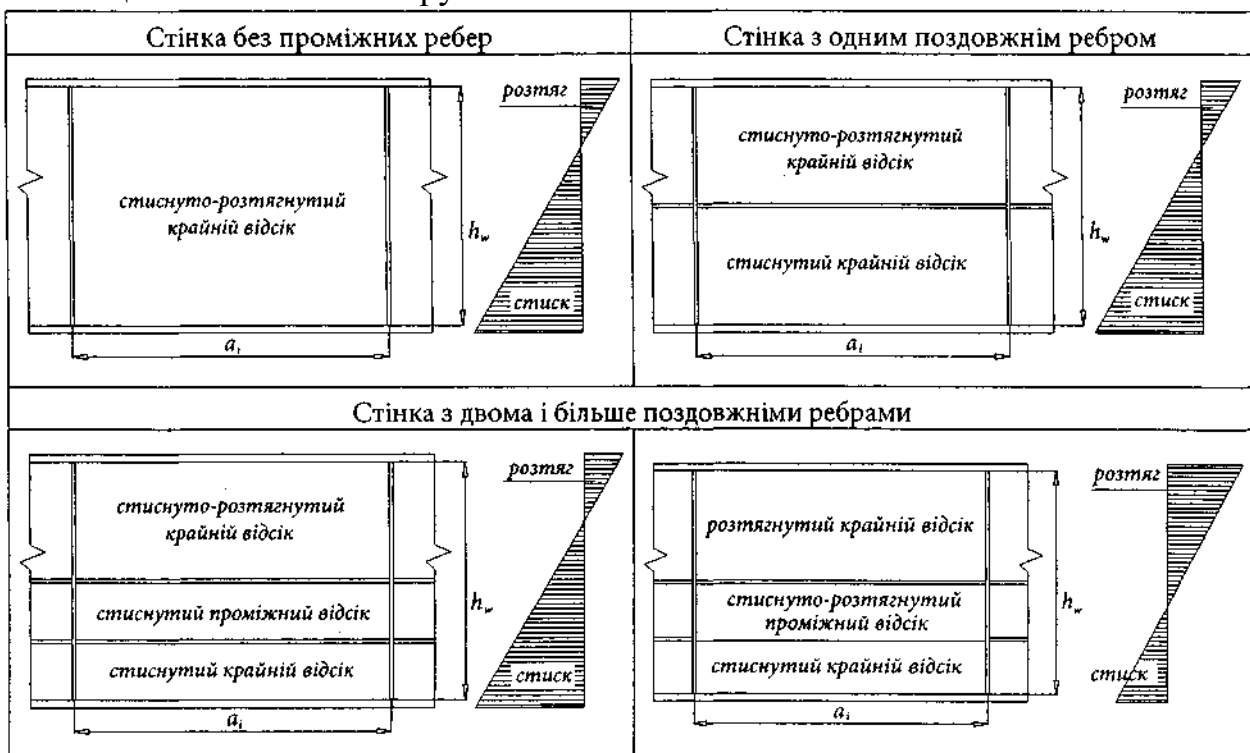 Стінка без проміжних ребер
Стінка з одним поздовжнім ребром
розтяг
стиснуто-розтягнутий
крайній відсік
h_w
стиск
a_i
розтяг
стиснуто-розтягнутий
крайній відсік
h_w
стиснутий крайній відсік
стиск
a_i
Стінка з двома і більше поздовжніми ребрами
розтяг
стиснуто-розтягнутий
крайній відсік
h_w
стиснутий проміжний відсік
стиснутий крайній відсік
стиск
a_i
розтяг
розтягнутий крайній відсік
стиснуто-розтягнутий
проміжний відсік
h_w
стиснутий крайній відсік
стиск
a_i